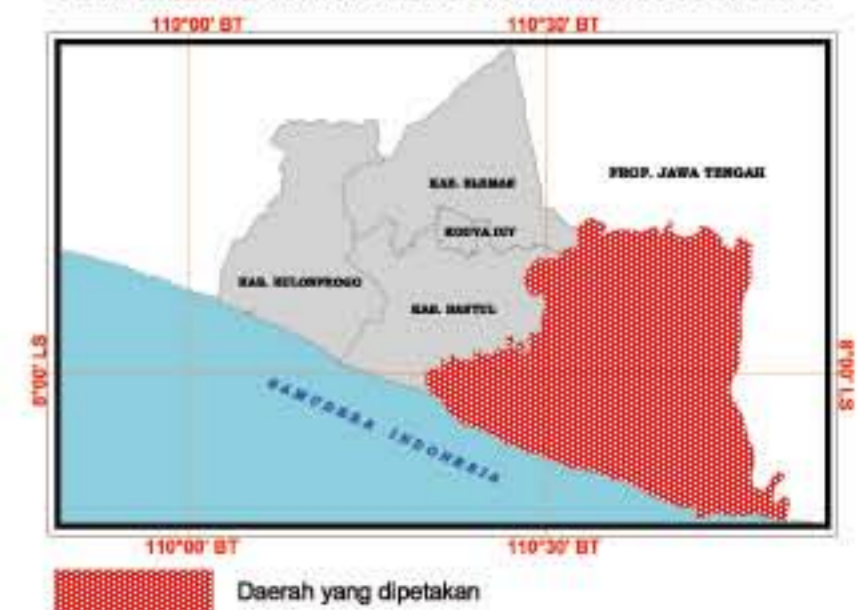 110°00' BT
110°30' BT
PROP. JAWA TENGAH
KAB. SLEMAN
KODYA DIY
KAB. KULONPROGO
KAB. BANTUL
8°00' LS
8°00' LS
SAMUDERA INDONESIA
110°00' BT
110°30' BT
Daerah yang dipetakan